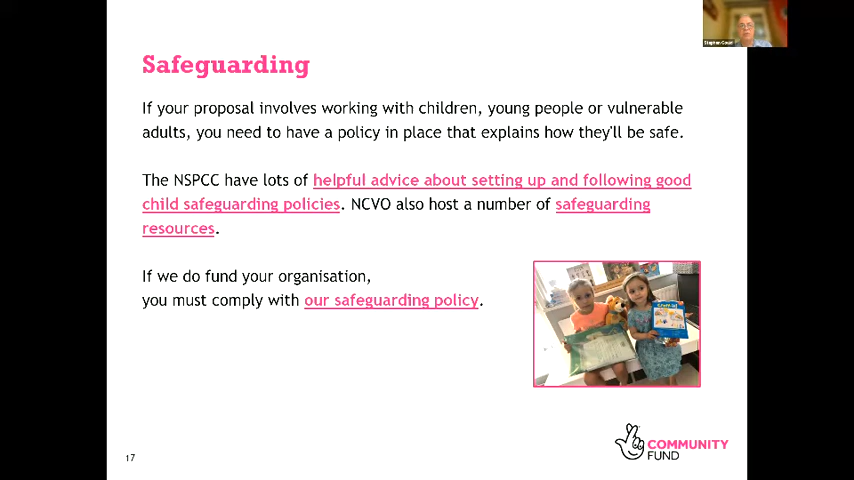 Stephen Court
Safeguarding
If your proposal involves working with children, young people or vulnerable
adults, you need to have a policy in place that explains how they'll be safe.
The NSPCC have lots of helpful advice about setting up and following good
child safeguarding policies. NCVO also host a number of safeguarding
resources.
If we do fund your organisation,
you must comply with our safeguarding policy.
COMMUNITY
FUND
17